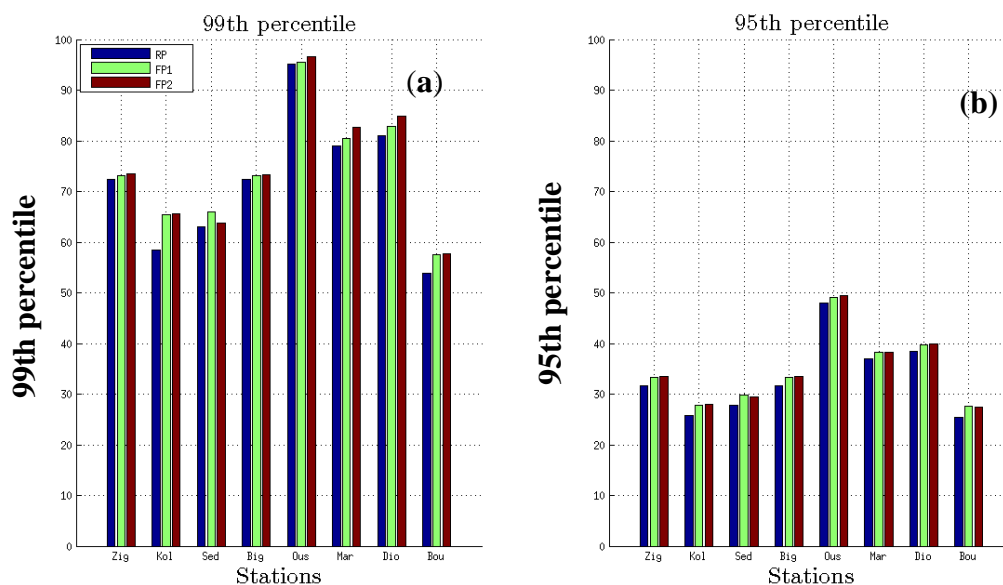 99th percentile
95th percentile
RP
FP1
FP2
(a)
(b)
99th percentile
100
90
80
70
60
50
40
30
20
10
0
Zig Kol Sed Big Ous Mar Dio Bou
Stations
95th percentile
100
90
80
70
60
50
40
30
20
10
0
Zig Kol Sed Big Ous Mar Dio Bou
Stations